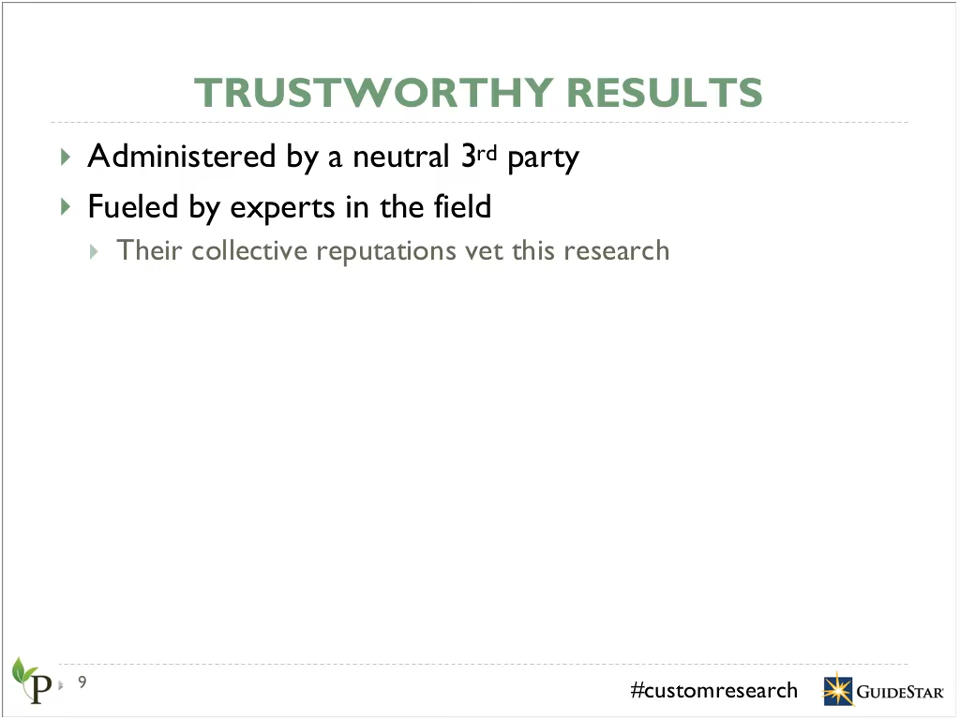 TRUSTWORTHY RESULTS
Administered by a neutral 3rd party
Fueled by experts in the field
Their collective reputations vet this research
P
9
#customresearch
GUIDESTAR